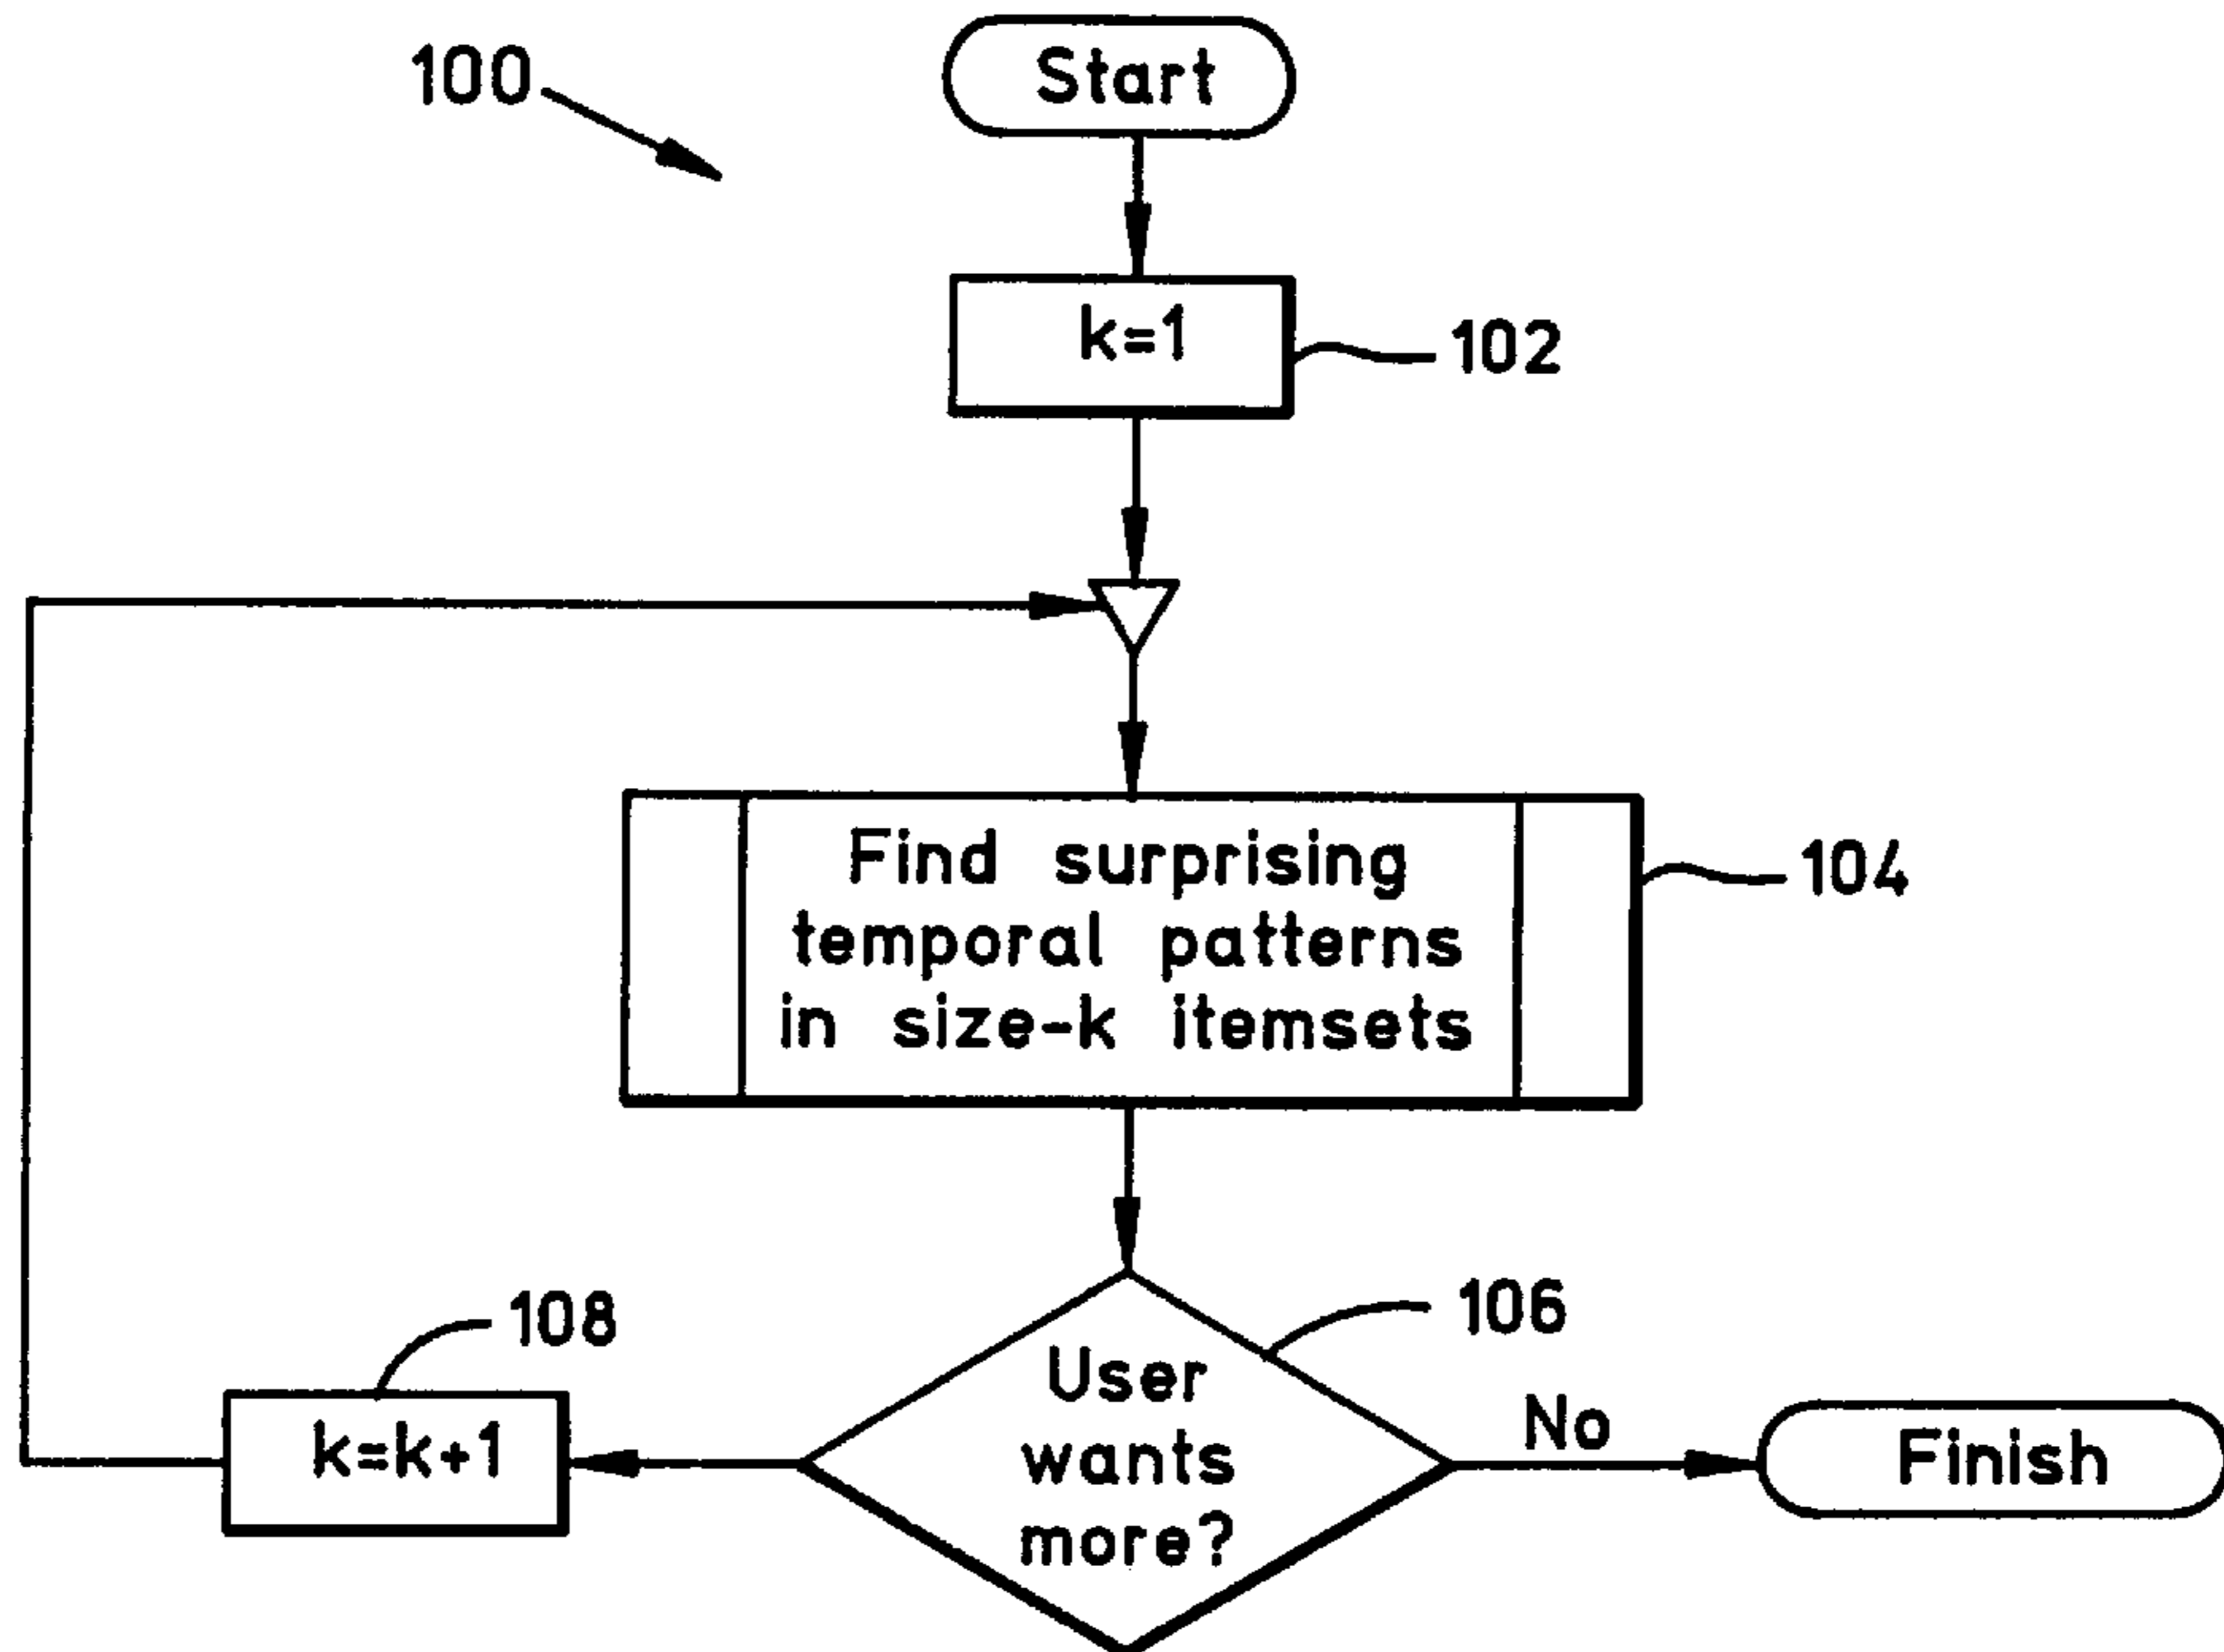 100
Start
k=1
102
Find surprising
temporal patterns
in size-k itemsets
104
106
User
wants
more?
No
Finish
108
k=k+1